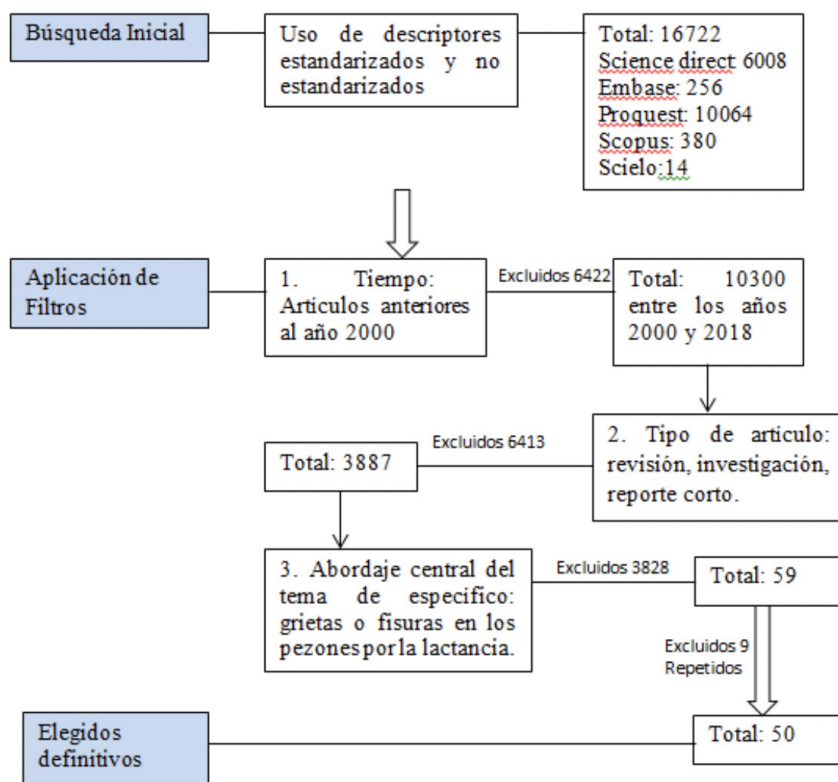 Búsqueda Inicial
Uso de descriptores
estandarizados y no
estandarizados
Total: 16722
Science direct: 6008
Embase: 256
Proquest: 10064
Scopus: 380
Scielo:14
Aplicación de
Filtros
1. Tiempo:
Artículos anteriores
al año 2000
Excluidos 6422
Total: 10300
entre los años
2000 y 2018
2. Tipo de artículo:
revisión, investigación,
reporte corto.
Excluidos 6413
Total: 3887
3. Abordaje central del
tema de específico:
grietas o fisuras en los
pezones por la lactancia.
Excluidos 3828
Total: 59
Excluidos 9
Repetidos
Elegidos
definitivos
Total: 50